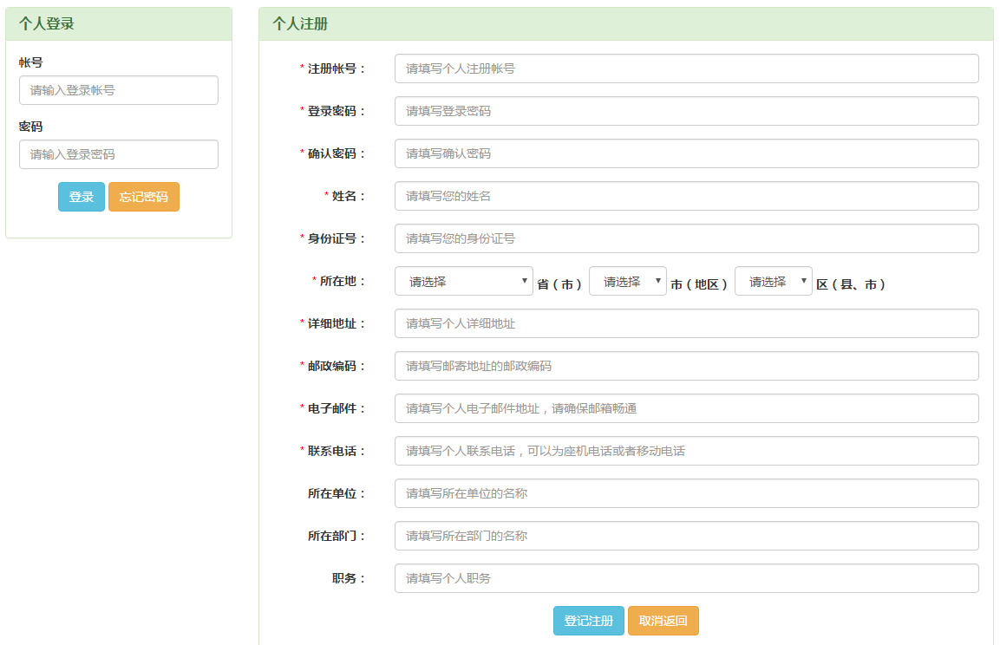 个人登录
帐号
请输入登录帐号
密码
请输入登录密码
登录 忘记密码
个人注册
* 注册帐号： 请填写个人注册帐号
* 登录密码： 请填写登录密码
* 确认密码： 请填写确认密码
* 姓名： 请填写您的姓名
* 身份证号： 请填写您的身份证号
* 所在地： 请选择 省（市） 请选择 市（地区） 请选择 区（县、市）
* 详细地址： 请填写个人详细地址
* 邮政编码： 请填写邮寄地址的邮政编码
* 电子邮件： 请填写个人电子邮件地址，请确保邮箱畅通
* 联系电话： 请填写个人联系电话，可以为座机电话或者移动电话
所在单位： 请填写所在单位的名称
所在部门： 请填写所在部门的名称
职务： 请填写个人职务
登记注册 取消返回